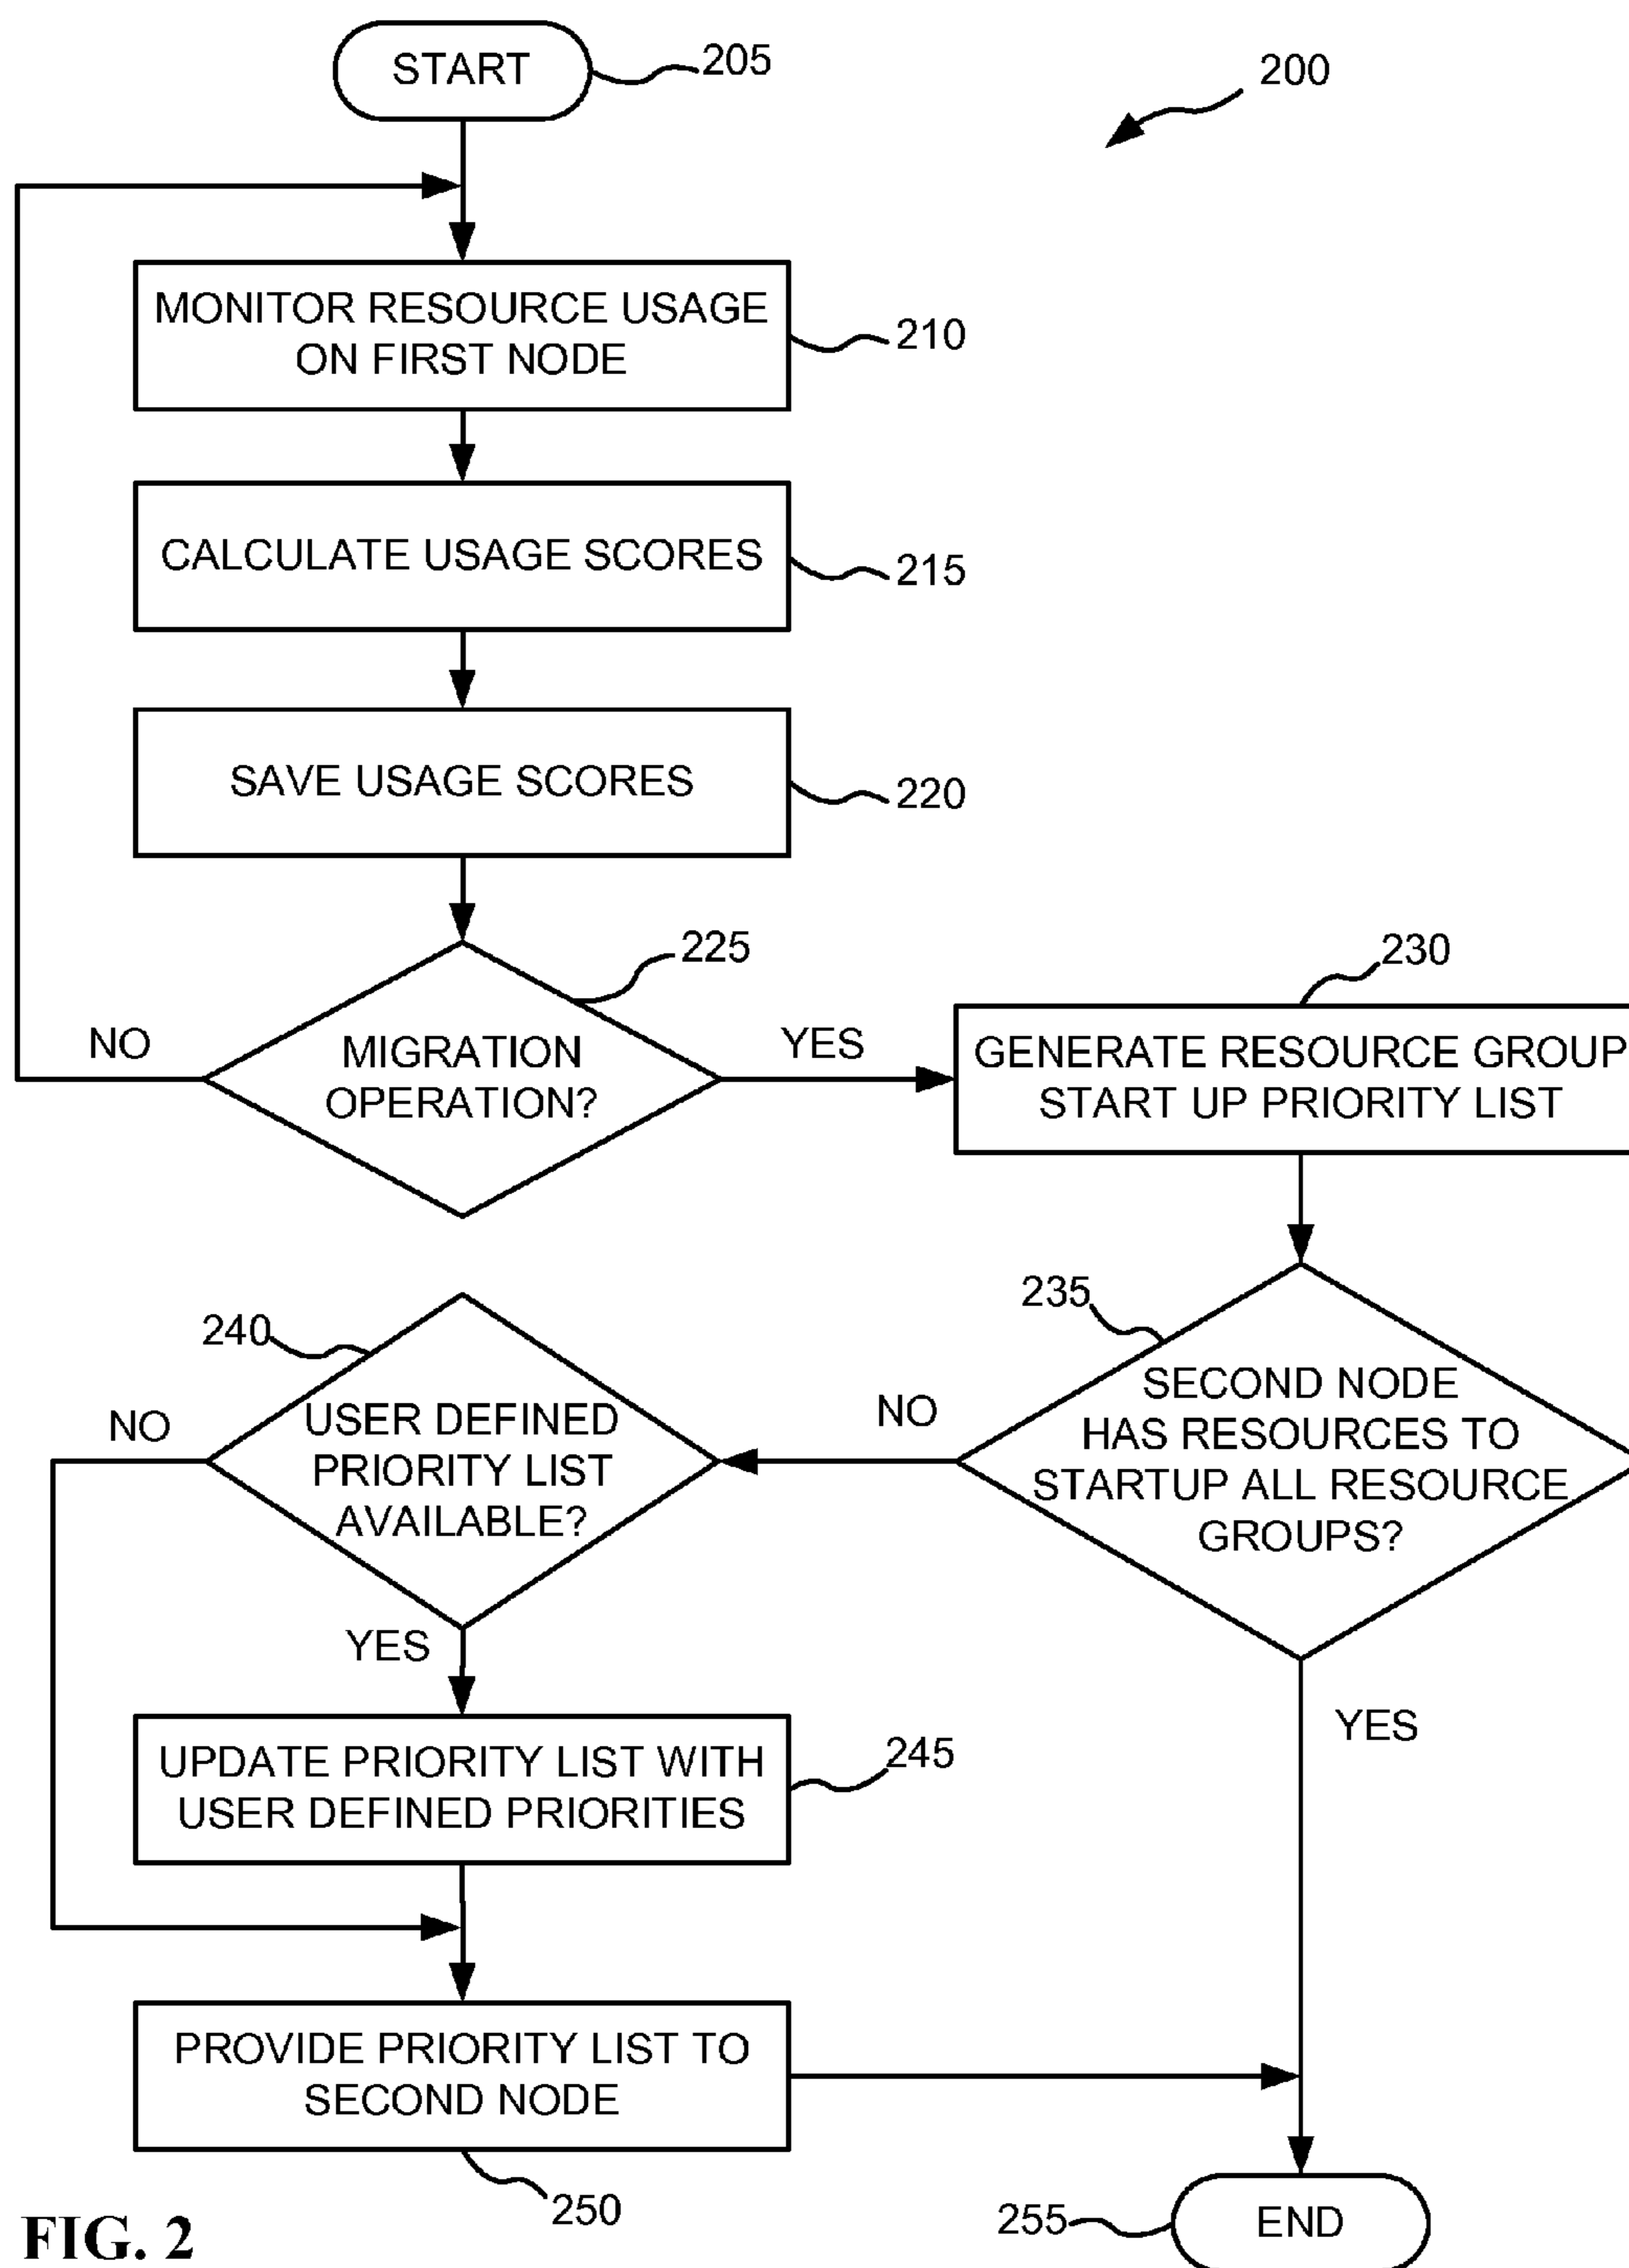 START
205
200
MONITOR RESOURCE USAGE
ON FIRST NODE
210
CALCULATE USAGE SCORES
215
SAVE USAGE SCORES
220
225
230
NO
MIGRATION
OPERATION?
YES
GENERATE RESOURCE GROUP
START UP PRIORITY LIST
235
240
SECOND NODE
HAS RESOURCES TO
STARTUP ALL RESOURCE
GROUPS?
NO
NO
USER DEFINED
PRIORITY LIST
AVAILABLE?
YES
YES
UPDATE PRIORITY LIST WITH
USER DEFINED PRIORITIES
245
PROVIDE PRIORITY LIST TO
SECOND NODE
250
255
END
FIG. 2